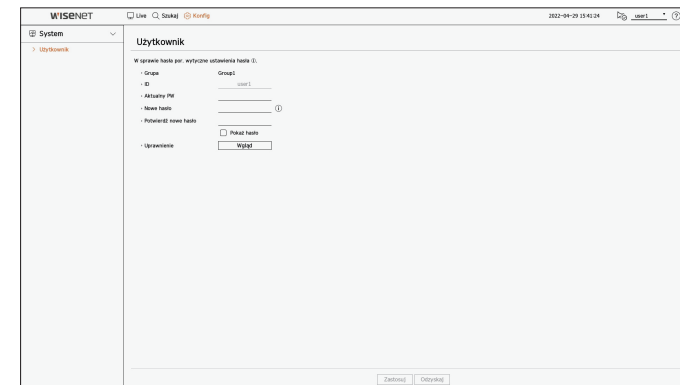 WISENET
Live Szukaj Konfig
2022-04-29 15:41:24 user1 ?
System
> Użytkownik
Użytkownik
W sprawie hasła por. wytyczne ustawienia hasła ⓘ.
• Grupa Group1
• ID user1
• Aktualny PW
• Nowe hasło ⓘ
• Potwierdź nowe hasło
Pokaż hasło
• Uprawnienie Wgląd
Zastosuj Odzyskaj